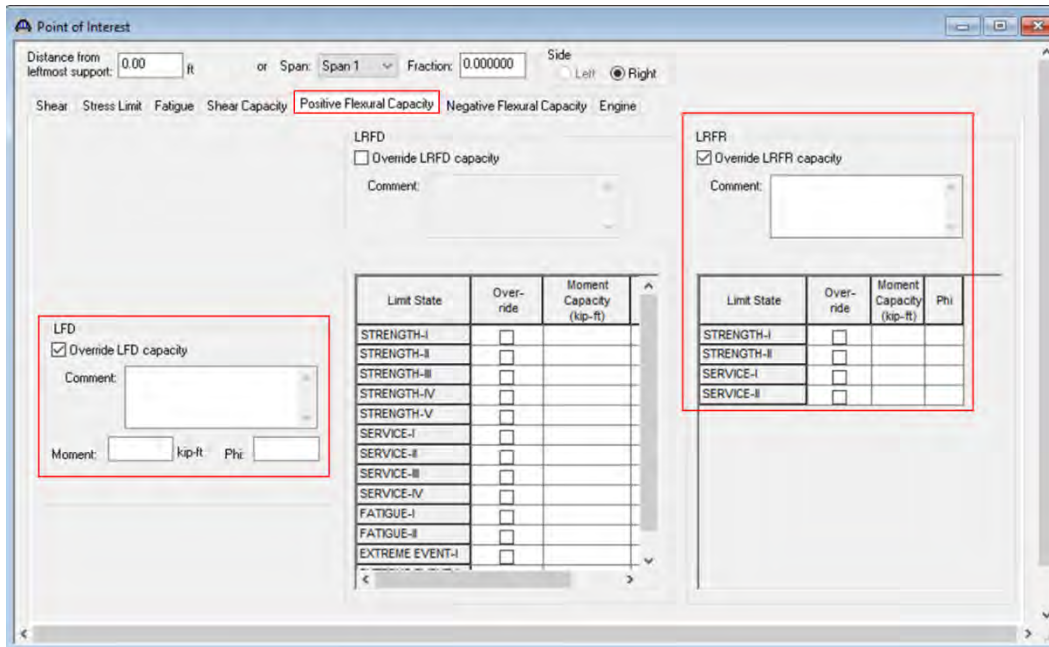 Point of Interest
Distance from
leftmost support: 0.00 ft or Span: Span 1 Fraction: 0.000000
Side
Left Right
Shear Stress Limit Fatigue Shear Capacity Positive Flexural Capacity Negative Flexural Capacity Engine
LFD
Override LFD capacity
Comment:
Moment: kip-ft Phi:
LRFD
Override LRFD capacity
Comment:
Limit State Over-ride Moment Capacity (kip-ft)
STRENGTH-I
STRENGTH-II
STRENGTH-III
STRENGTH-IV
STRENGTH-V
SERVICE-I
SERVICE-II
SERVICE-III
SERVICE-IV
FATIGUE-I
FATIGUE-II
EXTREME EVENT-I
LRFR
Override LRFR capacity
Comment:
Limit State Over-ride Moment Capacity (kip-ft) Phi
STRENGTH-I
STRENGTH-II
SERVICE-I
SERVICE-II